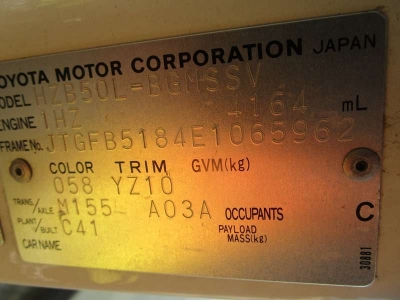 TOYOTA MOTOR CORPORATION JAPAN
MODEL HZB50L-BGMSSV
ENGINE 1HZ 4164 mL
FRAME No. JTGFB5184E1065962
COLOR TRIM GVM(kg)
058 YZ10
TRANS/AXLE M155 A03A OCCUPANTS C
PLANT/BUILT C41 PAYLOAD MASS(kg)
CAR NAME
30881